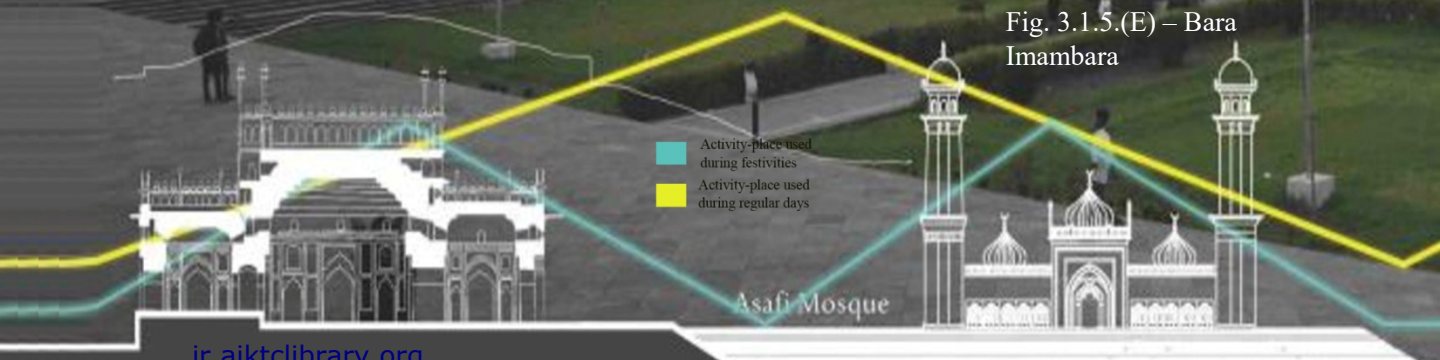 Fig. 3.1.5.(E) – Bara
Imambara
Activity-place used
during festivities
Activity-place used
during regular days
Asafi Mosque
ir.aiktclibrary.org